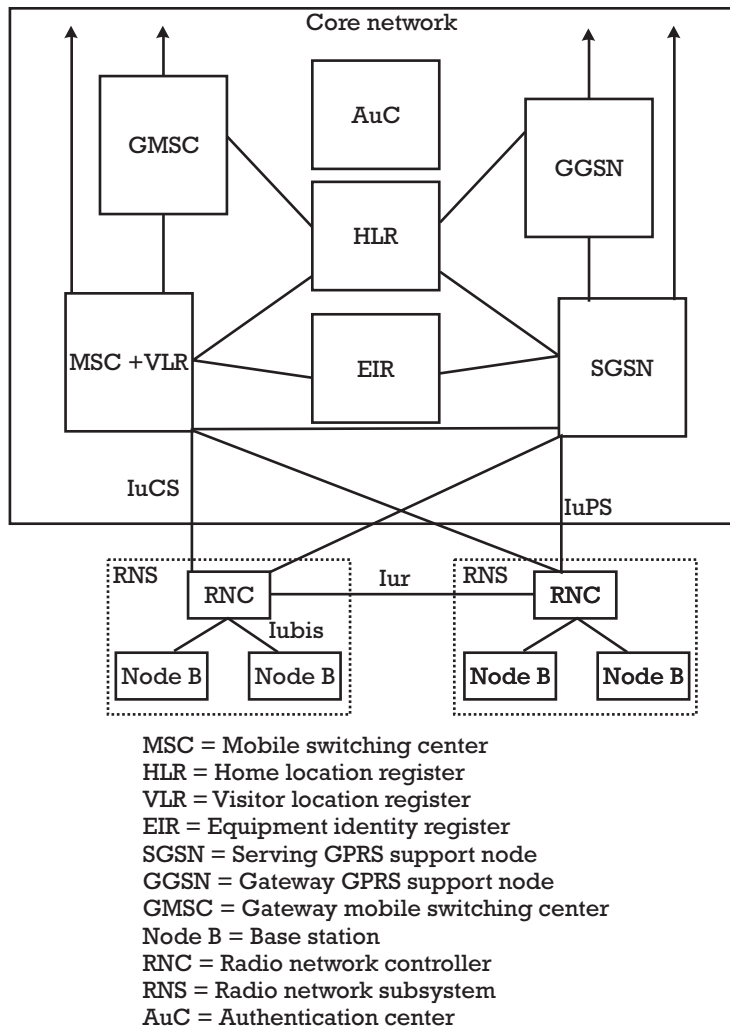 Core network
AuC
GMSC
GGSN
HLR
MSC +VLR
EIR
SGSN
IuCS
IuPS
RNS
RNC
Iur
RNS
RNC
Iubis
Node B
Node B
Node B
Node B
MSC = Mobile switching center
HLR = Home location register
VLR = Visitor location register
EIR = Equipment identity register
SGSN = Serving GPRS support node
GGSN = Gateway GPRS support node
GMSC = Gateway mobile switching center
Node B = Base station
RNC = Radio network controller
RNS = Radio network subsystem
AuC = Authentication center